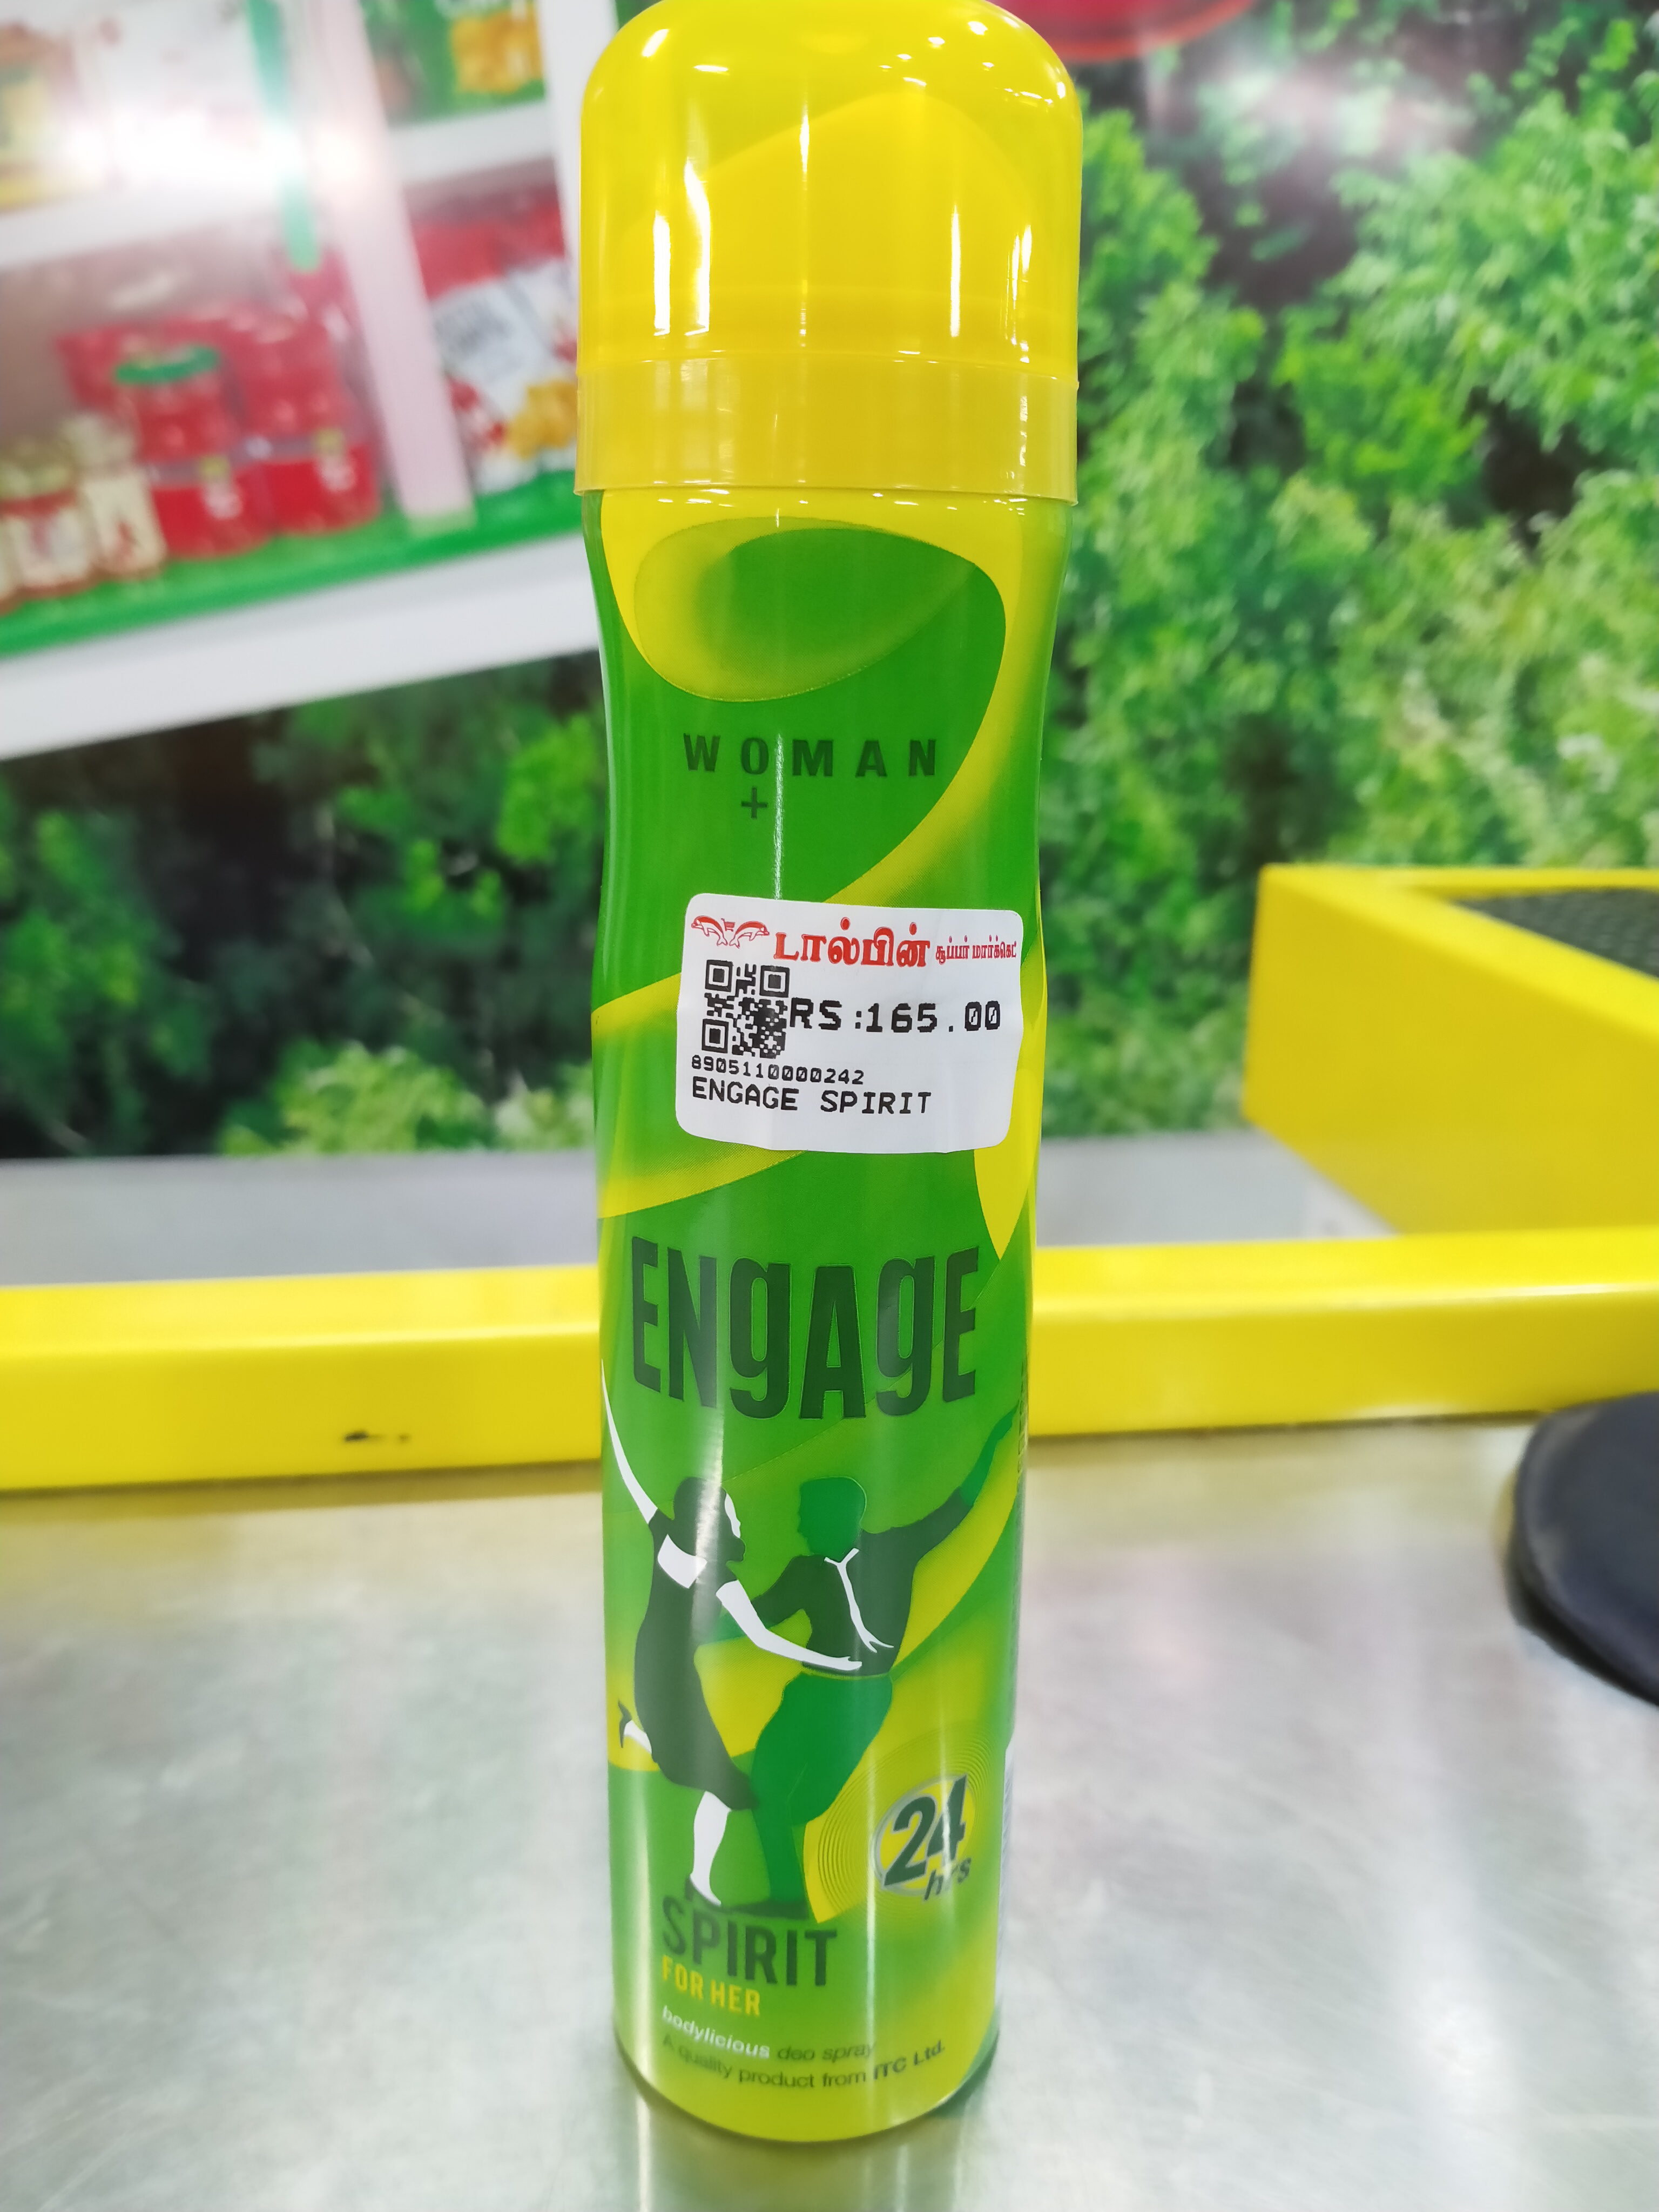 WOMAN
+
டால்பின் சூப்பர் மார்க்கெட்
RS:165.00
8905110000242
ENGAGE SPIRIT
ENgAgE
24
hrs
SPIRIT
FOR HER
bodylicious deo spray
A quality product from ITC Ltd.